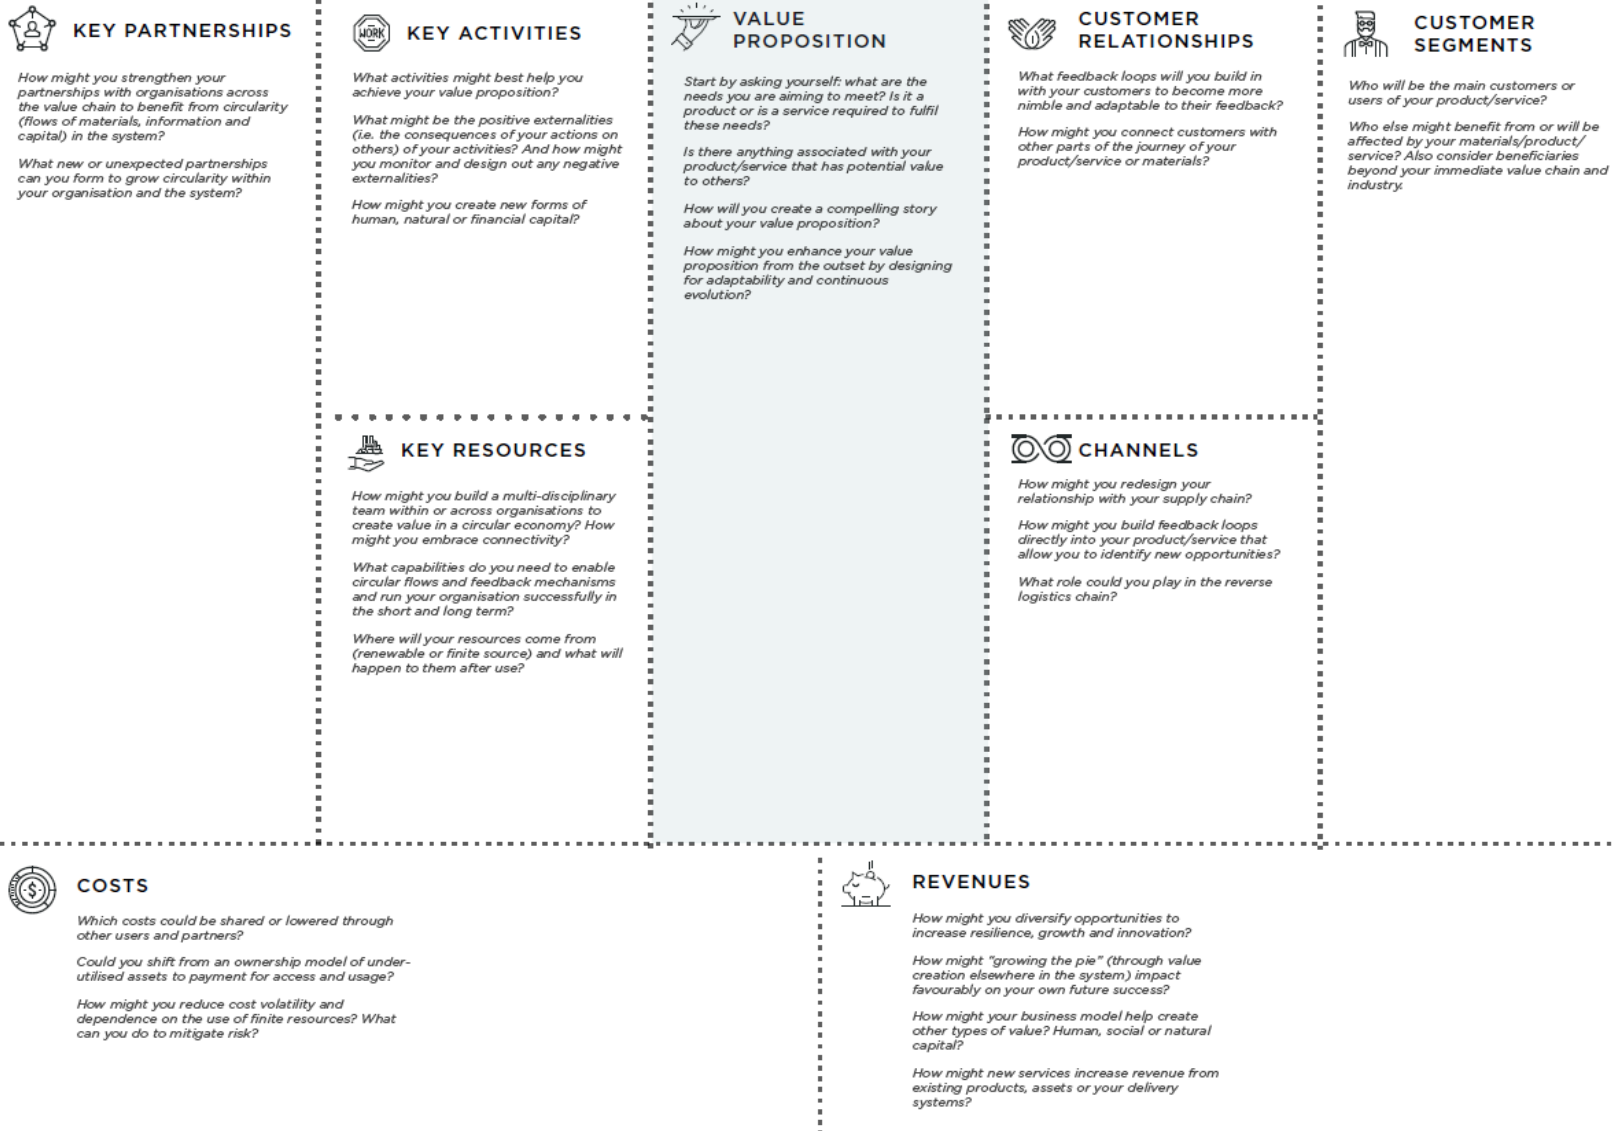 KEY PARTNERSHIPS
How might you strengthen your
partnerships with organisations across
the value chain to benefit from circularity
(flows of materials, information and
capital) in the system?
What new or unexpected partnerships
can you form to grow circularity within
your organisation and the system?
WORK
KEY ACTIVITIES
What activities might best help you
achieve your value proposition?
What might be the positive externalities
(i.e. the consequences of your actions on
others) of your activities? And how might
you monitor and design out any negative
externalities?
How might you create new forms of
human, natural or financial capital?
KEY RESOURCES
How might you build a multi-disciplinary
team within or across organisations to
create value in a circular economy? How
might you embrace connectivity?
What capabilities do you need to enable
circular flows and feedback mechanisms
and run your organisation successfully in
the short and long term?
Where will your resources come from
(renewable or finite source) and what will
happen to them after use?
VALUE
PROPOSITION
Start by asking yourself: what are the
needs you are aiming to meet? Is it a
product or is a service required to fulfil
these needs?
Is there anything associated with your
product/service that has potential value
to others?
How will you create a compelling story
about your value proposition?
How might you enhance your value
proposition from the outset by designing
for adaptability and continuous
evolution?
CUSTOMER
RELATIONSHIPS
What feedback loops will you build in
with your customers to become more
nimble and adaptable to their feedback?
How might you connect customers with
other parts of the journey of your
product/service or materials?
CHANNELS
How might you redesign your
relationship with your supply chain?
How might you build feedback loops
directly into your product/service that
allow you to identify new opportunities?
What role could you play in the reverse
logistics chain?
CUSTOMER
SEGMENTS
Who will be the main customers or
users of your product/service?
Who else might benefit from or will be
affected by your materials/product/
service? Also consider beneficiaries
beyond your immediate value chain and
industry.
$
COSTS
Which costs could be shared or lowered through
other users and partners?
Could you shift from an ownership model of under-
utilised assets to payment for access and usage?
How might you reduce cost volatility and
dependence on the use of finite resources? What
can you do to mitigate risk?
REVENUES
How might you diversify opportunities to
increase resilience, growth and innovation?
How might "growing the pie" (through value
creation elsewhere in the system) impact
favourably on your own future success?
How might your business model help create
other types of value? Human, social or natural
capital?
How might new services increase revenue from
existing products, assets or your delivery
systems?